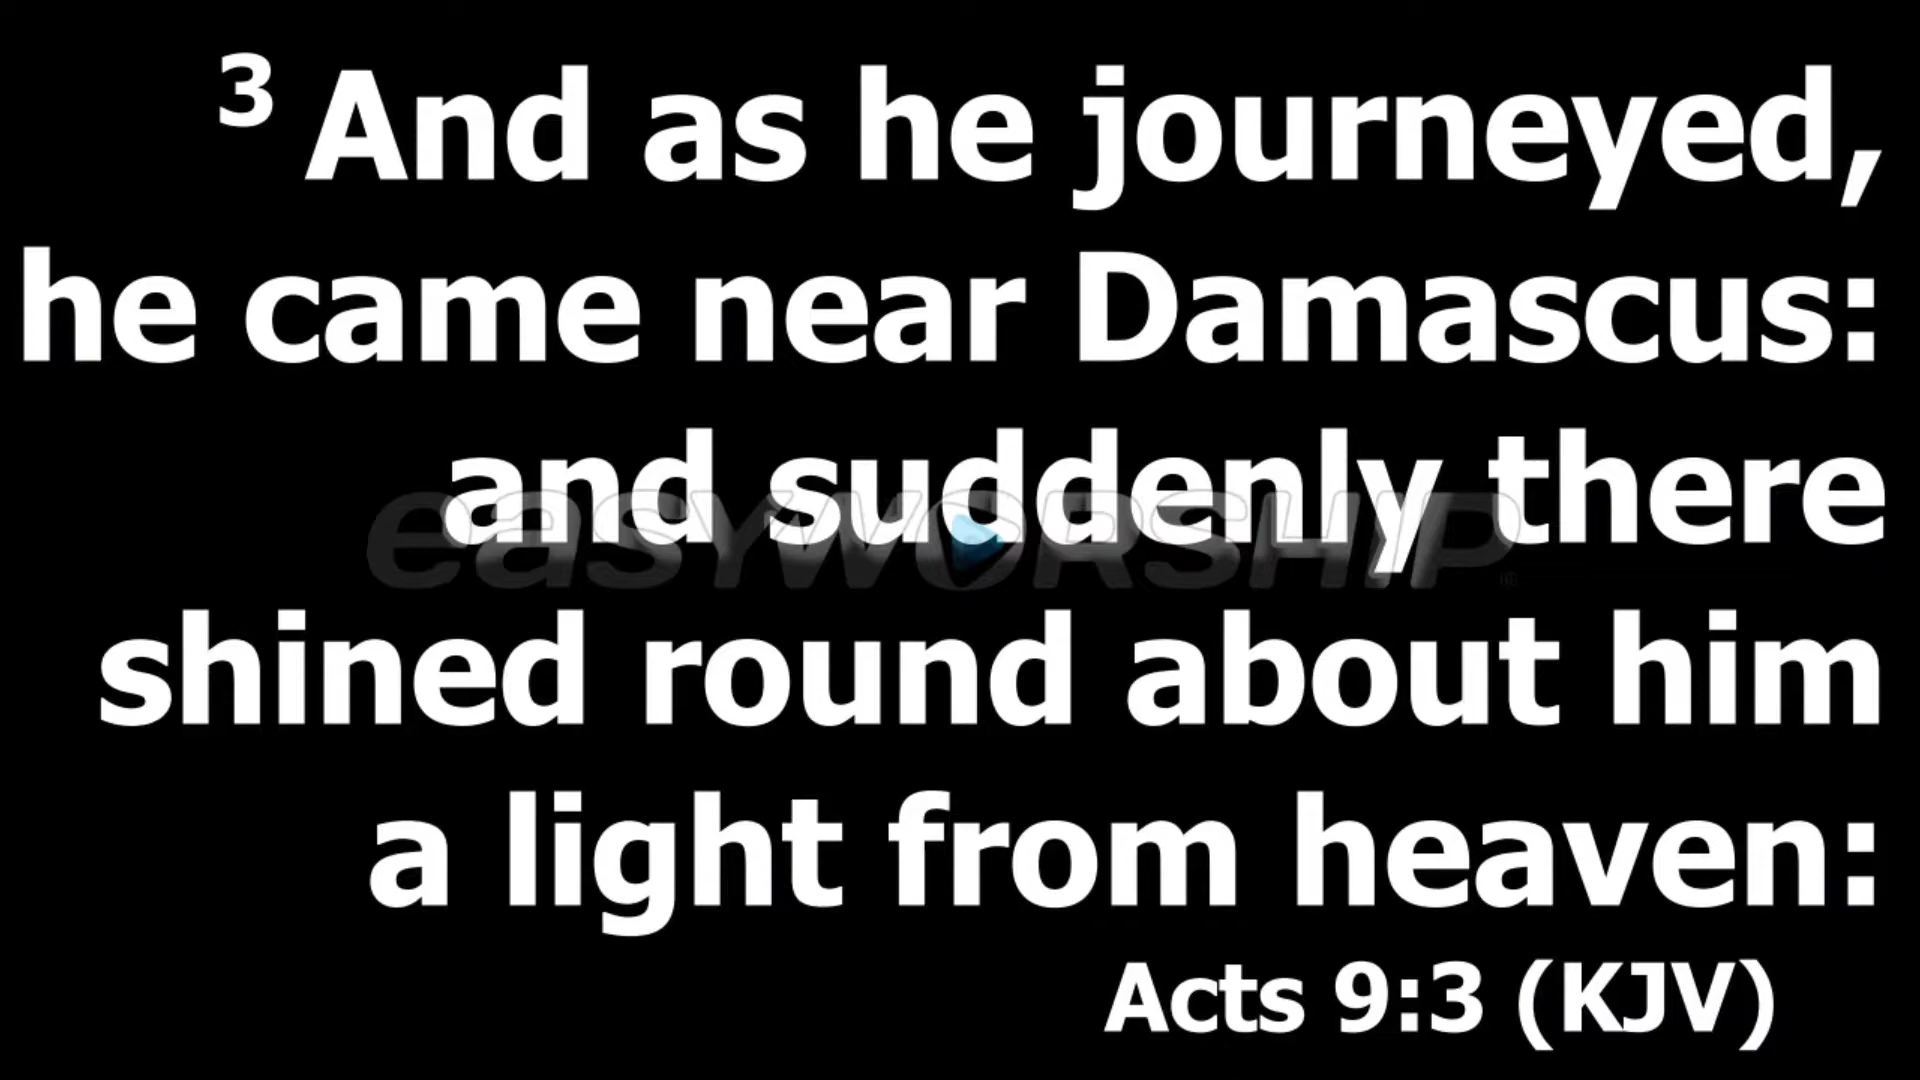 3 And as he journeyed,
he came near Damascus:
and suddenly there
easyWORSHIP
shined round about him
a light from heaven:
Acts 9:3 (KJV)